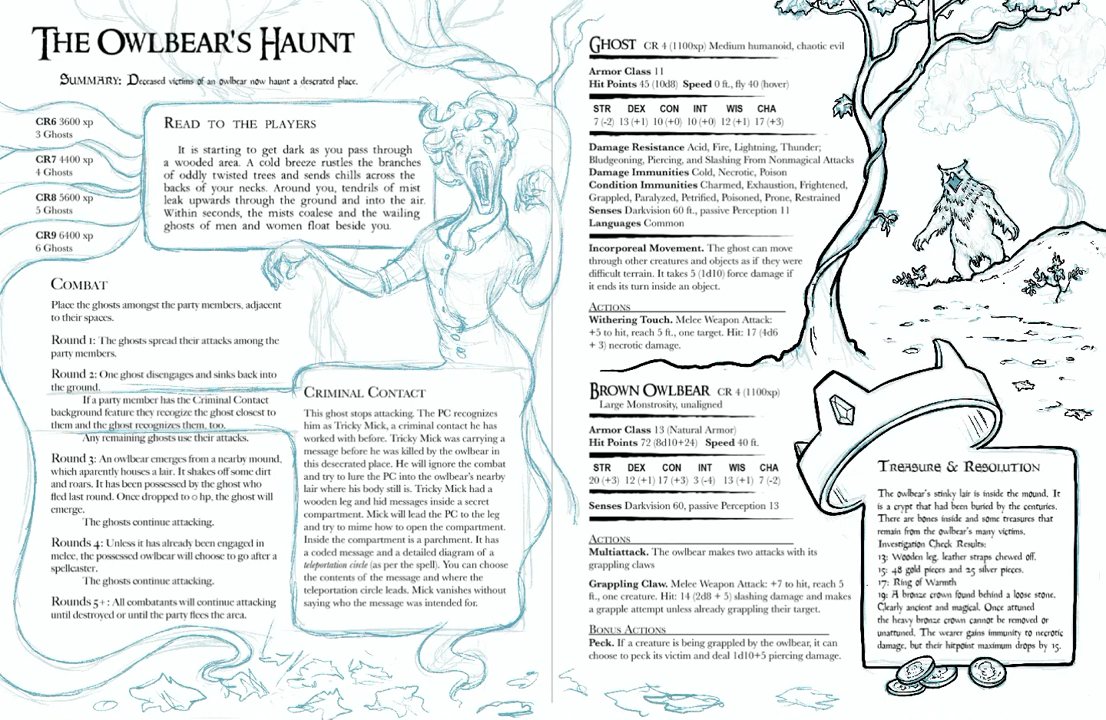 The Owlbear's Haunt
Summary: Deceased victims of an owlbear now haunt a descrated place.
CR6 3600 xp
3 Ghosts
CR7 4400 xp
4 Ghosts
CR8 5600 xp
5 Ghosts
CR9 6400 xp
6 Ghosts
Read to the players
It is starting to get dark as you pass through
a wooded area. A cold breeze rustles the branches
of oddly twisted trees and sends chills across the
backs of your necks. Around you, tendrils of mist
leak upwards through the ground and into the air.
Within seconds, the mists coalese and the wailing
ghosts of men and women float beside you.
Combat
Place the ghosts amongst the party members, adjacent
to their spaces.
Round 1: The ghosts spread their attacks among the
party members.
Round 2: One ghost disengages and sinks back into
the ground.
If a party member has the Criminal Contact
background feature they recogize the ghost closest to
them and the ghost recognizes them, too.
Any remaining ghosts use their attacks.
Round 3: An owlbear emerges from a nearby mound,
which aparently houses a lair. It shakes off some dirt
and roars. It has been possessed by the ghost who
fled last round. Once dropped to 0 hp, the ghost will
emerge.
The ghosts continue attacking.
Rounds 4: Unless it has already been engaged in
melee, the possessed owlbear will choose to go after a
spellcaster.
The ghosts continue attacking.
Rounds 5+: All combatants will continue attacking
until destroyed or until the party flees the area.
Criminal Contact
This ghost stops attacking. The PC recognizes
him as Tricky Mick, a criminal contact he has
worked with before. Tricky Mick was carrying a
message before he was killed by the owlbear in
this desecrated place. He will ignore the combat
and try to lure the PC into the owlbear's nearby
lair where his body still is. Tricky Mick had a
wooden leg and hid messages inside a secret
compartment. Mick will lead the PC to the leg
and try to mime how to open the compartment.
Inside the compartment is a parchment. It has
a coded message and a detailed diagram of a
teleportation circle (as per the spell). You can choose
the contents of the message and where the
teleportation circle leads. Mick vanishes without
saying who the message was intended for.
Ghost CR 4 (1100xp) Medium humanoid, chaotic evil
Armor Class 11
Hit Points 45 (10d8) Speed 0 ft., fly 40 (hover)
STR DEX CON INT WIS CHA
7 (-2) 13 (+1) 10 (+0) 10 (+0) 12 (+1) 17 (+3)
Damage Resistance Acid, Fire, Lightning, Thunder;
Bludgeoning, Piercing, and Slashing From Nonmagical Attacks
Damage Immunities Cold, Necrotic, Poison
Condition Immunities Charmed, Exhaustion, Frightened,
Grappled, Paralyzed, Petrified, Poisoned, Prone, Restrained
Senses Darkvision 60 ft., passive Perception 11
Languages Common
Incorporeal Movement. The ghost can move
through other creatures and objects as if they were
difficult terrain. It takes 5 (1d10) force damage if
it ends its turn inside an object.
Actions
Withering Touch. Melee Weapon Attack:
+5 to hit, reach 5 ft., one target. Hit: 17 (4d6
+ 3) necrotic damage.
Brown Owlbear CR 4 (1100xp)
Large Monstrosity, unaligned
Armor Class 13 (Natural Armor)
Hit Points 72 (8d10+24) Speed 40 ft.
STR DEX CON INT WIS CHA
20 (+3) 12 (+1) 17 (+3) 3 (-4) 13 (+1) 7 (-2)
Senses Darkvision 60, passive Perception 13
Actions
Multiattack. The owlbear makes two attacks with its
grappling claws
Grappling Claw. Melee Weapon Attack: +7 to hit, reach 5
ft., one creature. Hit: 14 (2d8 + 5) slashing damage and makes
a grapple attempt unless already grappling their target.
Bonus Actions
Peck. If a creature is being grappled by the owlbear, it can
choose to peck its victim and deal 1d10+5 piercing damage.
Treasure & Resolution
The owlbear's stinky lair is inside the mound. It
is a crypt that had been buried by the centuries.
There are bones inside and some treasures that
remain from the owlbear's many victims.
Investigation Check Results:
13: Wooden leg, leather straps chewed off.
15: 48 gold pieces and 25 silver pieces.
17: Ring of Warmth
19: A bronze crown found behind a loose stone.
Clearly ancient and magical. Once attuned
the heavy bronze crown cannot be removed or
unattuned. The wearer gains immunity to necrotic
damage, but their hitpoint maximum drops by 15.